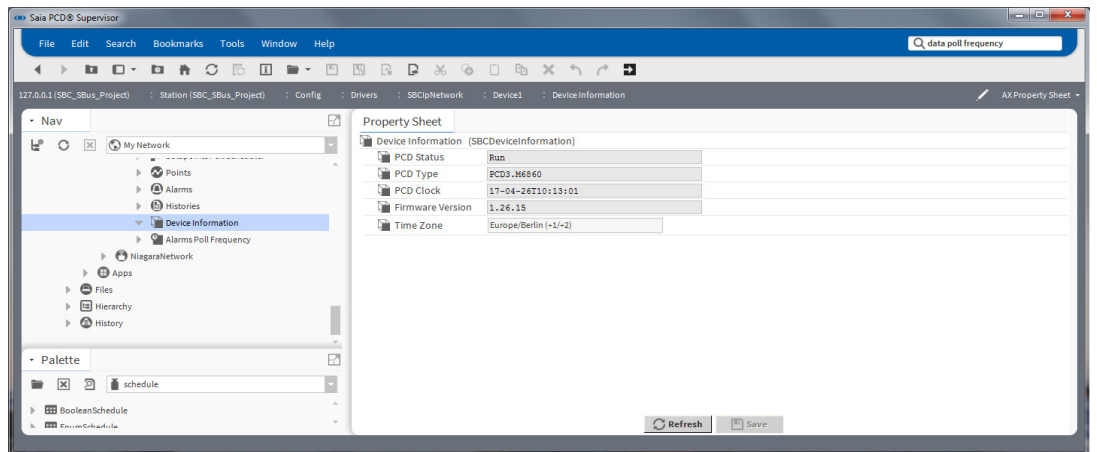 Saia PCD® Supervisor
File Edit Search Bookmarks Tools Window Help
data poll frequency
127.0.0.1 (SBC_SBus_Project) : Station (SBC_SBus_Project) : Config : Drivers : SBCIpNetwork : Device1 : Device Information
AX Property Sheet
Nav
My Network
Points
Alarms
Histories
Device Information
Alarms Poll Frequency
NiagaraNetwork
Apps
Files
Hierarchy
History
Palette
schedule
BooleanSchedule
EnumSchedule
Property Sheet
Device Information (SBCDeviceInformation)
PCD Status Run
PCD Type PCD3.M6860
PCD Clock 17-04-26T10:13:01
Firmware Version 1.26.15
Time Zone Europe/Berlin (+1/+2)
Refresh Save